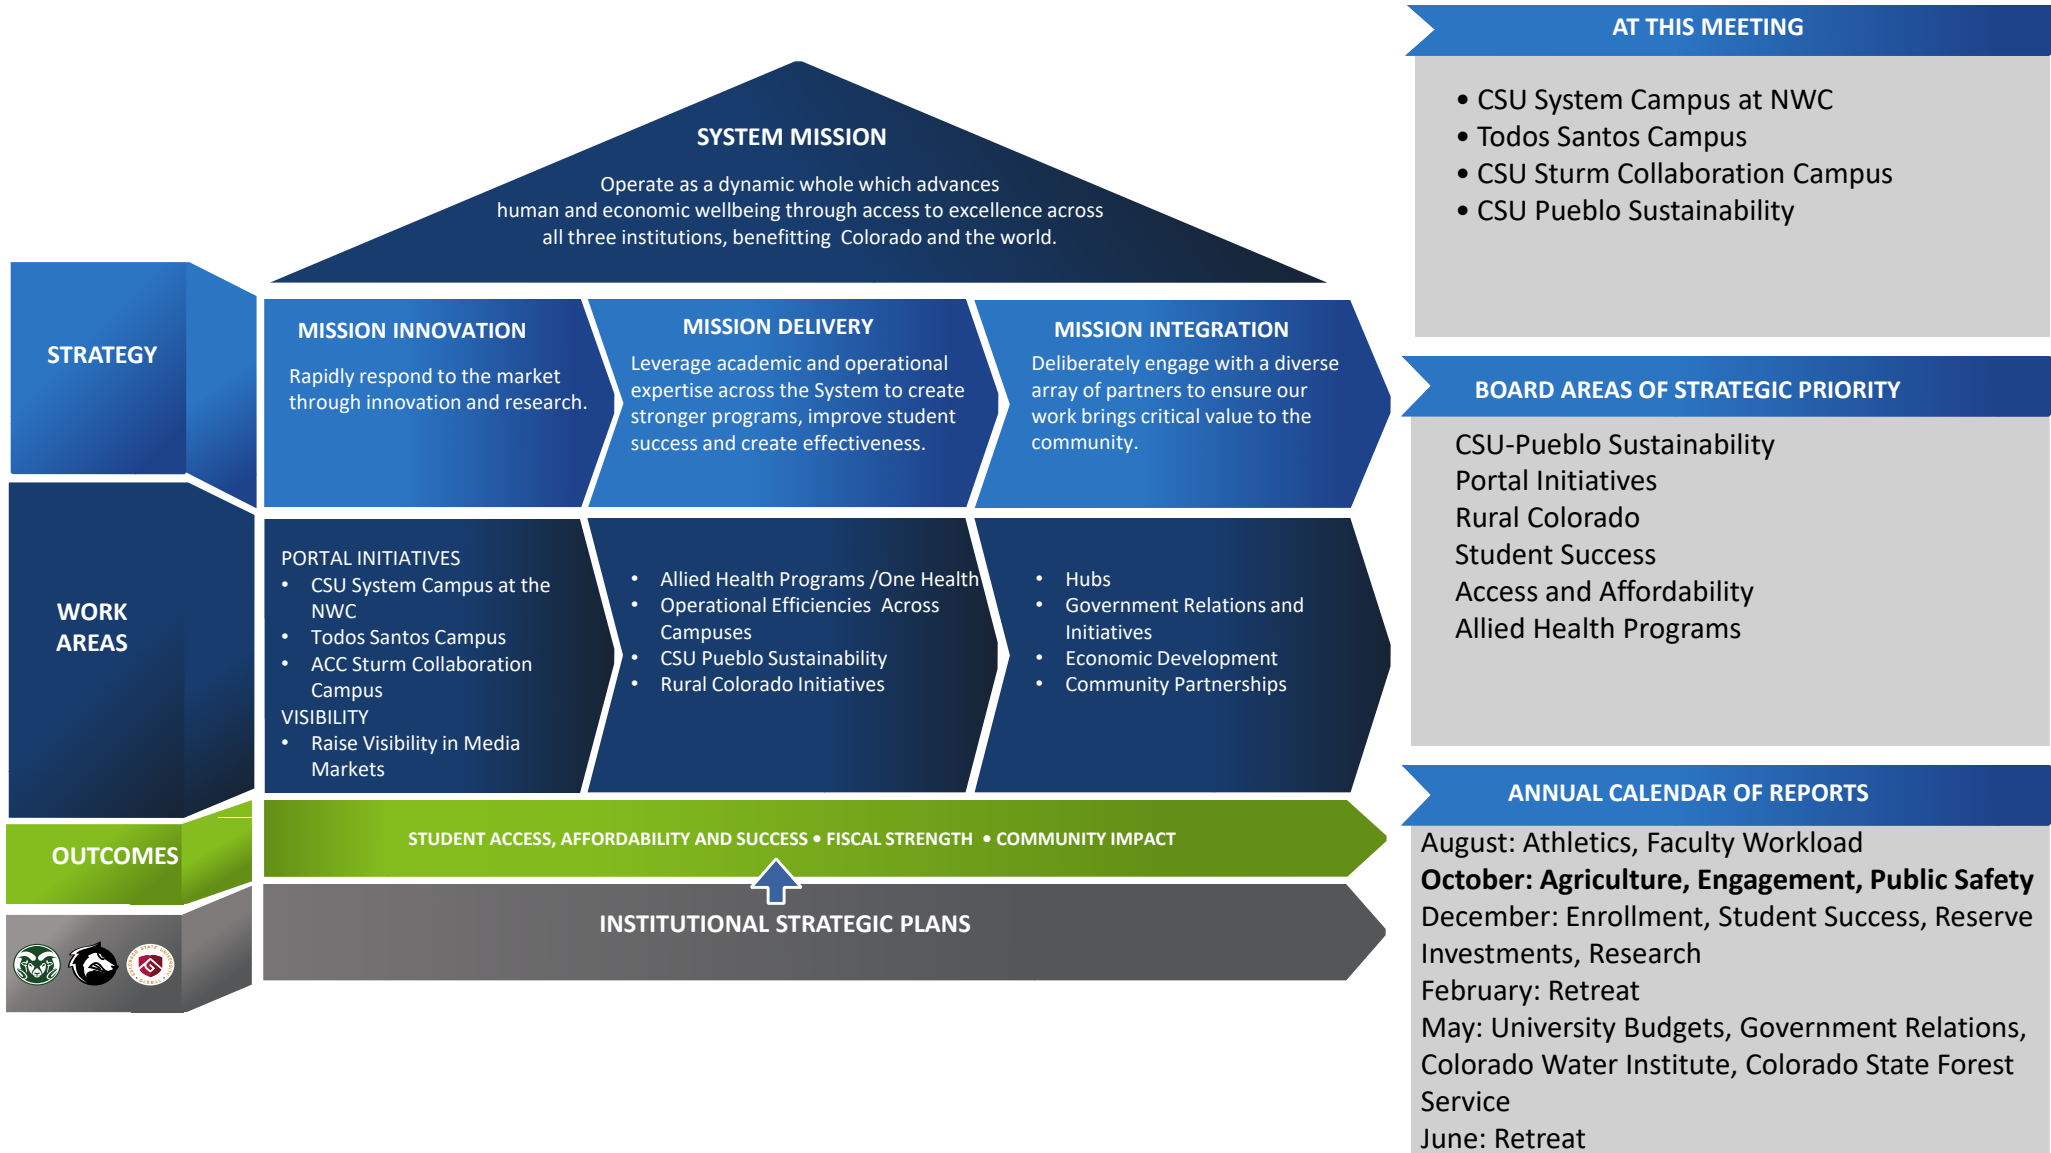 SYSTEM MISSION
Operate as a dynamic whole which advances
human and economic wellbeing through access to excellence across
all three institutions, benefitting  Colorado and the world.
STRATEGY
MISSION INNOVATION
Rapidly respond to the market
through innovation and research.
MISSION DELIVERY
Leverage academic and operational
expertise across the System to create
stronger programs, improve student
success and create effectiveness.
MISSION INTEGRATION
Deliberately engage with a diverse
array of partners to ensure our
work brings critical value to the
community.
WORK
AREAS
PORTAL INITIATIVES
• CSU System Campus at the
NWC
• Todos Santos Campus
• ACC Sturm Collaboration
Campus
VISIBILITY
• Raise Visibility in Media
Markets
• Allied Health Programs /One Health
• Operational Efficiencies  Across
Campuses
• CSU Pueblo Sustainability
• Rural Colorado Initiatives
• Hubs
• Government Relations and
Initiatives
• Economic Development
• Community Partnerships
OUTCOMES
STUDENT ACCESS, AFFORDABILITY AND SUCCESS • FISCAL STRENGTH  • COMMUNITY IMPACT
INSTITUTIONAL STRATEGIC PLANS
COLORADO STATE UNIVERSITY
GLOBAL
AT THIS MEETING
• CSU System Campus at NWC
• Todos Santos Campus
• CSU Sturm Collaboration Campus
• CSU Pueblo Sustainability
BOARD AREAS OF STRATEGIC PRIORITY
CSU-Pueblo Sustainability
Portal Initiatives
Rural Colorado
Student Success
Access and Affordability
Allied Health Programs
ANNUAL CALENDAR OF REPORTS
August: Athletics, Faculty Workload
October: Agriculture, Engagement, Public Safety
December: Enrollment, Student Success, Reserve
Investments, Research
February: Retreat
May: University Budgets, Government Relations,
Colorado Water Institute, Colorado State Forest
Service
June: Retreat